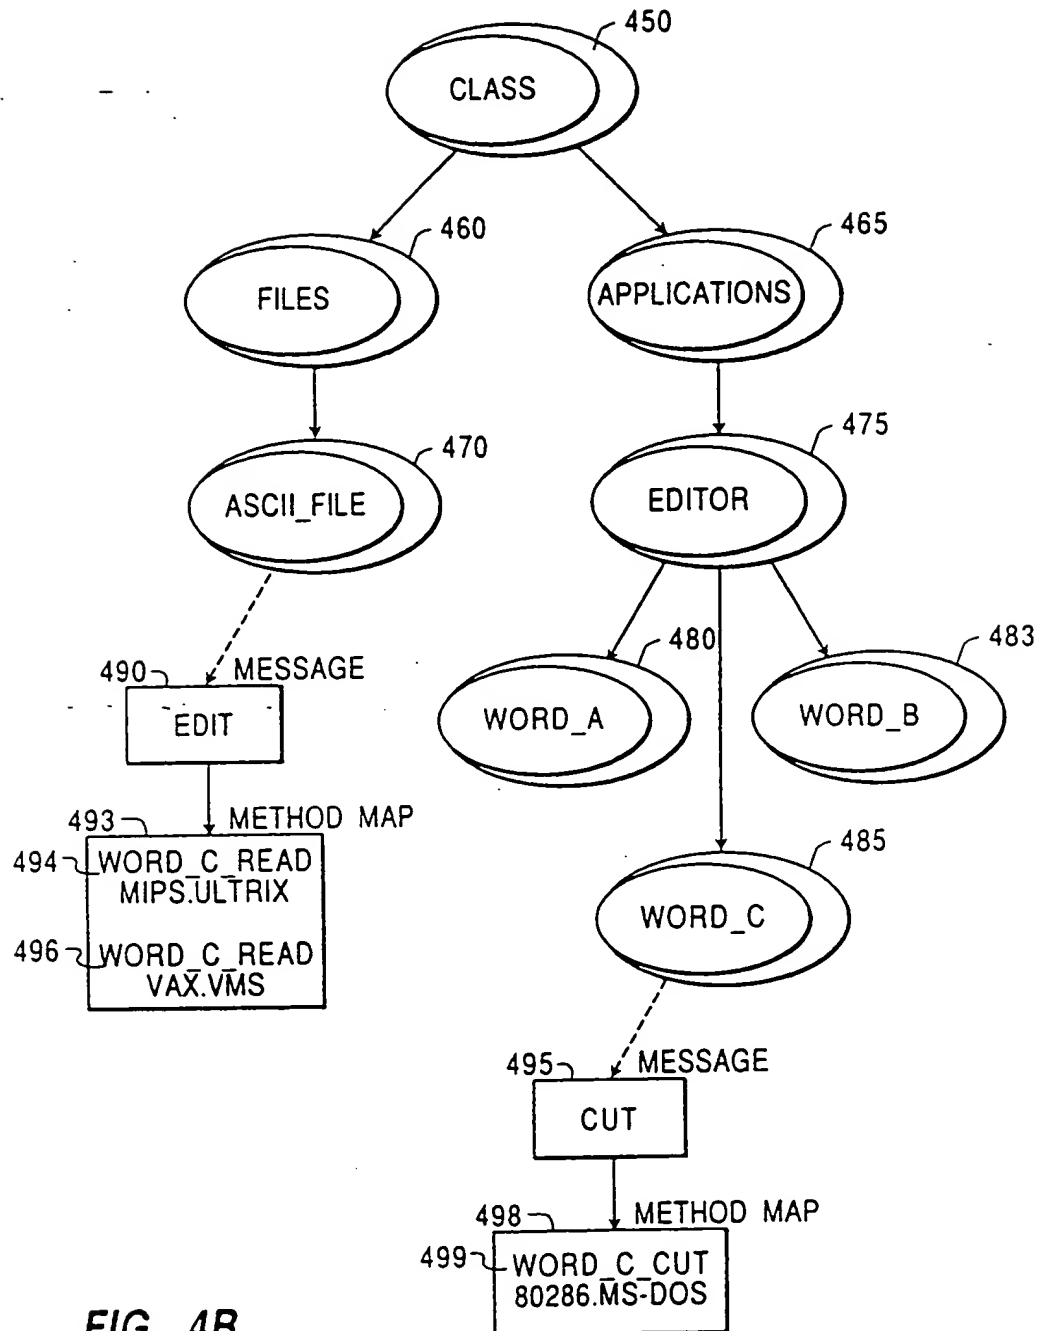 450
CLASS
460
465
FILES
APPLICATIONS
470
475
ASCII_FILE
EDITOR
480
483
490
MESSAGE
EDIT
WORD_A
WORD_B
493
METHOD MAP
494
WORD_C_READ
MIPS.ULTRIX
496
WORD_C_READ
VAX.VMS
485
WORD_C
495
MESSAGE
CUT
498
METHOD MAP
499
WORD_C_CUT
80286.MS-DOS
FIG. 4B